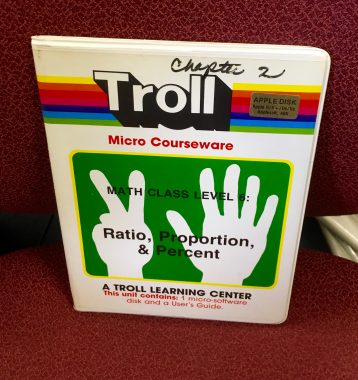 Chapter 2
Troll
APPLE DISK
Micro Courseware
MATH CLASS LEVEL 6:
Ratio, Proportion,
& Percent
A TROLL LEARNING CENTER
This unit contains: 1 micro-software
disk and a User's Guide.